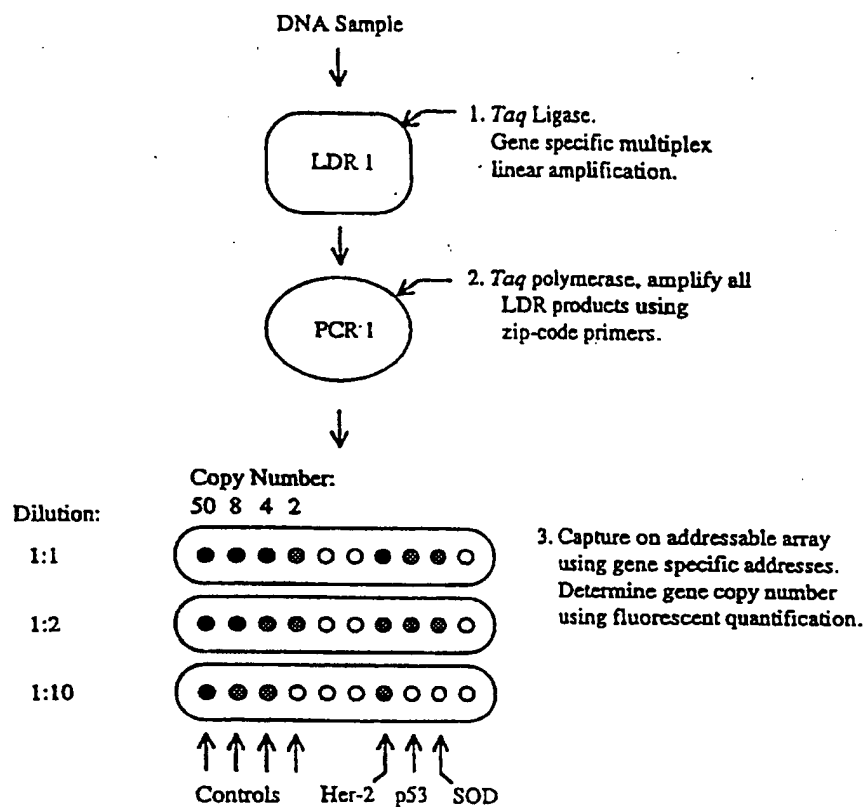 DNA Sample
1. Taq Ligase.
Gene specific multiplex
linear amplification.
LDR 1
2. Taq polymerase, amplify all
LDR products using
zip-code primers.
PCR 1
Copy Number:
50 8 4 2
Dilution:
1:1
1:2
1:10
3. Capture on addressable array
using gene specific addresses.
Determine gene copy number
using fluorescent quantification.
Controls Her-2 p53 SOD